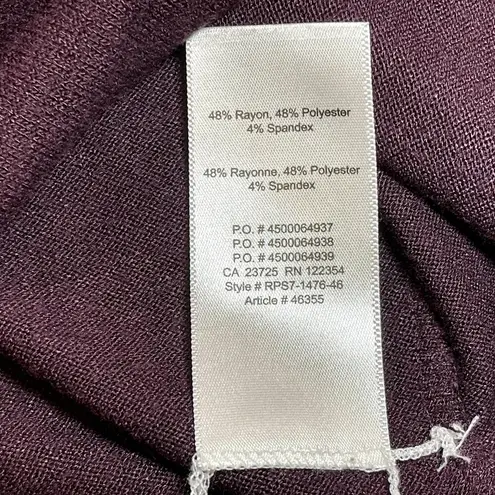 48% Rayon, 48% Polyester
4% Spandex
48% Rayonne, 48% Polyester
4% Spandex
P.O. # 4500064937
P.O. # 4500064938
P.O. # 4500064939
CA 23725 RN 122354
Style # RPS7-1476-46
Article # 46355